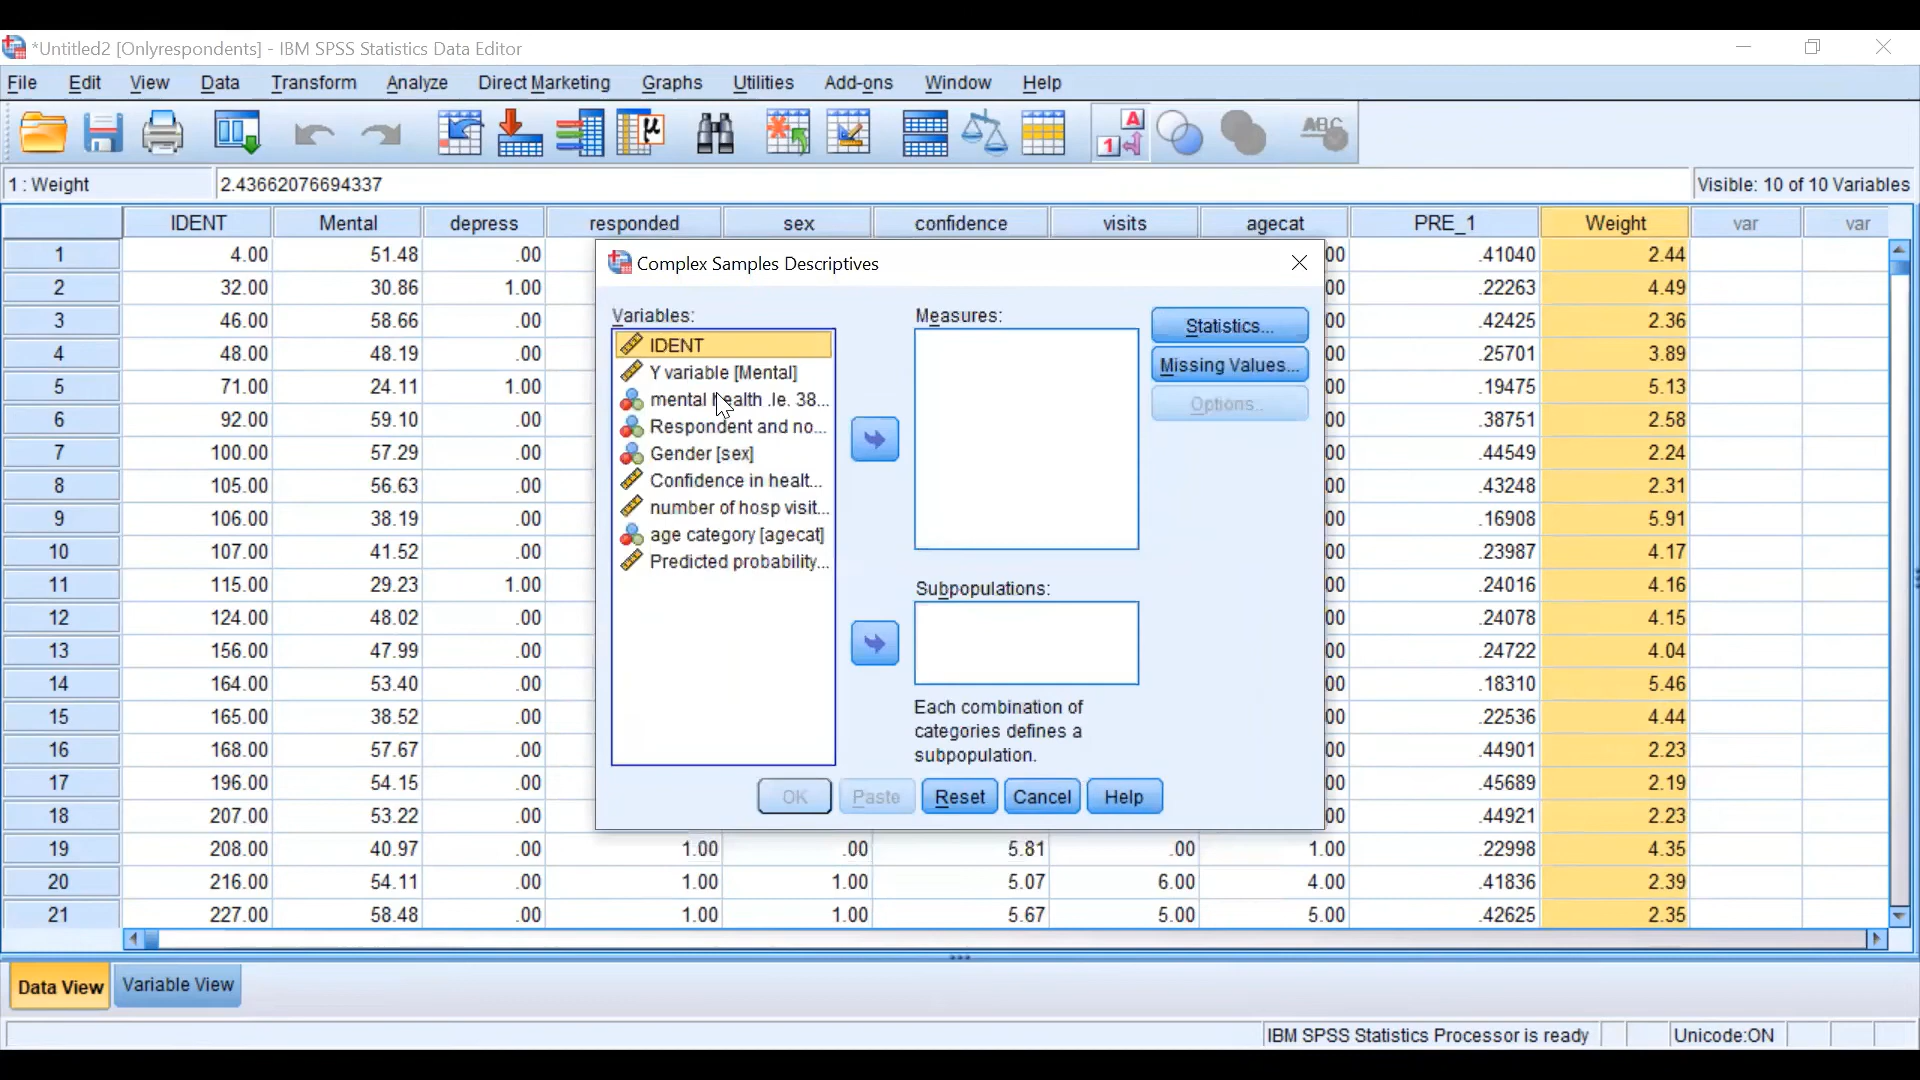 *Untitled2 [Onlyrespondents] - IBM SPSS Statistics Data Editor
File Edit View Data Transform Analyze Direct Marketing Graphs Utilities Add-ons Window Help
A
1
µ
ABC
1 : Weight 2.43662076694337 Visible: 10 of 10 Variables
IDENT Mental depress responded sex confidence visits agecat PRE_1 Weight var var
1 4.00 51.48 .00 00 .41040 2.44
2 32.00 30.86 1.00 00 .22263 4.49
3 46.00 58.66 .00 00 .42425 2.36
4 48.00 48.19 .00 00 .25701 3.89
5 71.00 24.11 1.00 00 .19475 5.13
6 92.00 59.10 .00 00 .38751 2.58
7 100.00 57.29 .00 00 .44549 2.24
8 105.00 56.63 .00 00 .43248 2.31
9 106.00 38.19 .00 00 .16908 5.91
10 107.00 41.52 .00 00 .23987 4.17
11 115.00 29.23 1.00 00 .24016 4.16
12 124.00 48.02 .00 00 .24078 4.15
13 156.00 47.99 .00 00 .24722 4.04
14 164.00 53.40 .00 00 .18310 5.46
15 165.00 38.52 .00 00 .22536 4.44
16 168.00 57.67 .00 00 .44901 2.23
17 196.00 54.15 .00 00 .45689 2.19
18 207.00 53.22 .00 00 .44921 2.23
19 208.00 40.97 .00 1.00 .00 5.81 .00 1.00 .22998 4.35
20 216.00 54.11 .00 1.00 1.00 5.07 6.00 4.00 .41836 2.39
21 227.00 58.48 .00 1.00 1.00 5.67 5.00 5.00 .42625 2.35
Complex Samples Descriptives
Variables:
IDENT
Y variable [Mental]
mental health .le. 38...
Respondent and no...
Gender [sex]
Confidence in healt...
number of hosp visit...
age category [agecat]
Predicted probability...
Measures:
Statistics...
Missing Values...
Options..
Subpopulations:
Each combination of
categories defines a
subpopulation.
OK Paste Reset Cancel Help
Data View Variable View
IBM SPSS Statistics Processor is ready Unicode:ON